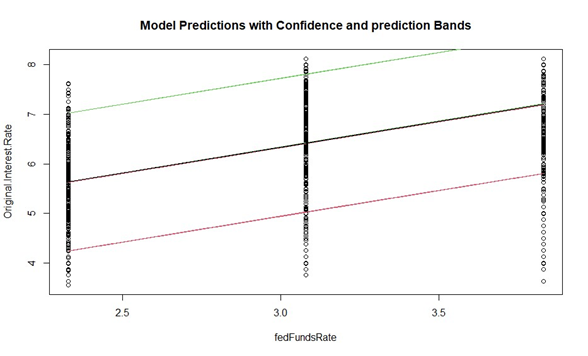 Model Predictions with Confidence and prediction Bands
Original.Interest.Rate
8
7
6
5
4
2.5 3.0 3.5
fedFundsRate